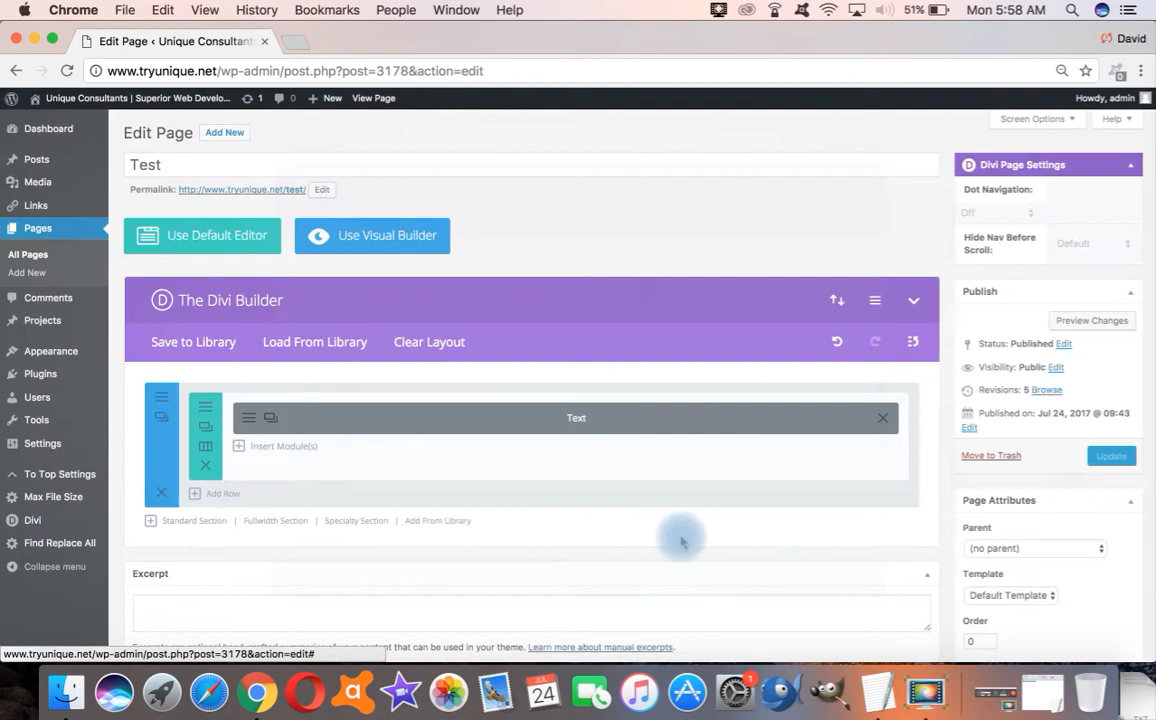 Chrome File Edit View History Bookmarks People Window Help 51% Mon 5:58 AM
Edit Page ‹ Unique Consultant × David
www.tryunique.net/wp-admin/post.php?post=3178&action=edit
Unique Consultants | Superior Web Develo... 1 0 New View Page Howdy, admin
Screen Options Help
Edit Page Add New
Test
Permalink: http://www.tryunique.net/test/ Edit
Use Default Editor Use Visual Builder
The Divi Builder
Save to Library Load From Library Clear Layout
Text
Insert Module(s)
Add Row
Standard Section | Fullwidth Section | Specialty Section | Add From Library
Excerpt
Learn more about manual excerpts.
Dashboard
Posts
Media
Links
Pages
All Pages
Add New
Comments
Projects
Appearance
Plugins
Users
Tools
Settings
To Top Settings
Max File Size
Divi
Find Replace All
Collapse menu
Divi Page Settings
Dot Navigation:
Off
Hide Nav Before
Scroll:
Default
Publish
Preview Changes
Status: Published Edit
Visibility: Public Edit
Revisions: 5 Browse
Published on: Jul 24, 2017 @ 09:43
Edit
Move to Trash Update
Page Attributes
Parent
(no parent)
Template
Default Template
Order
0
www.tryunique.net/wp-admin/post.php?post=3178&action=edit#
JUL
24
1